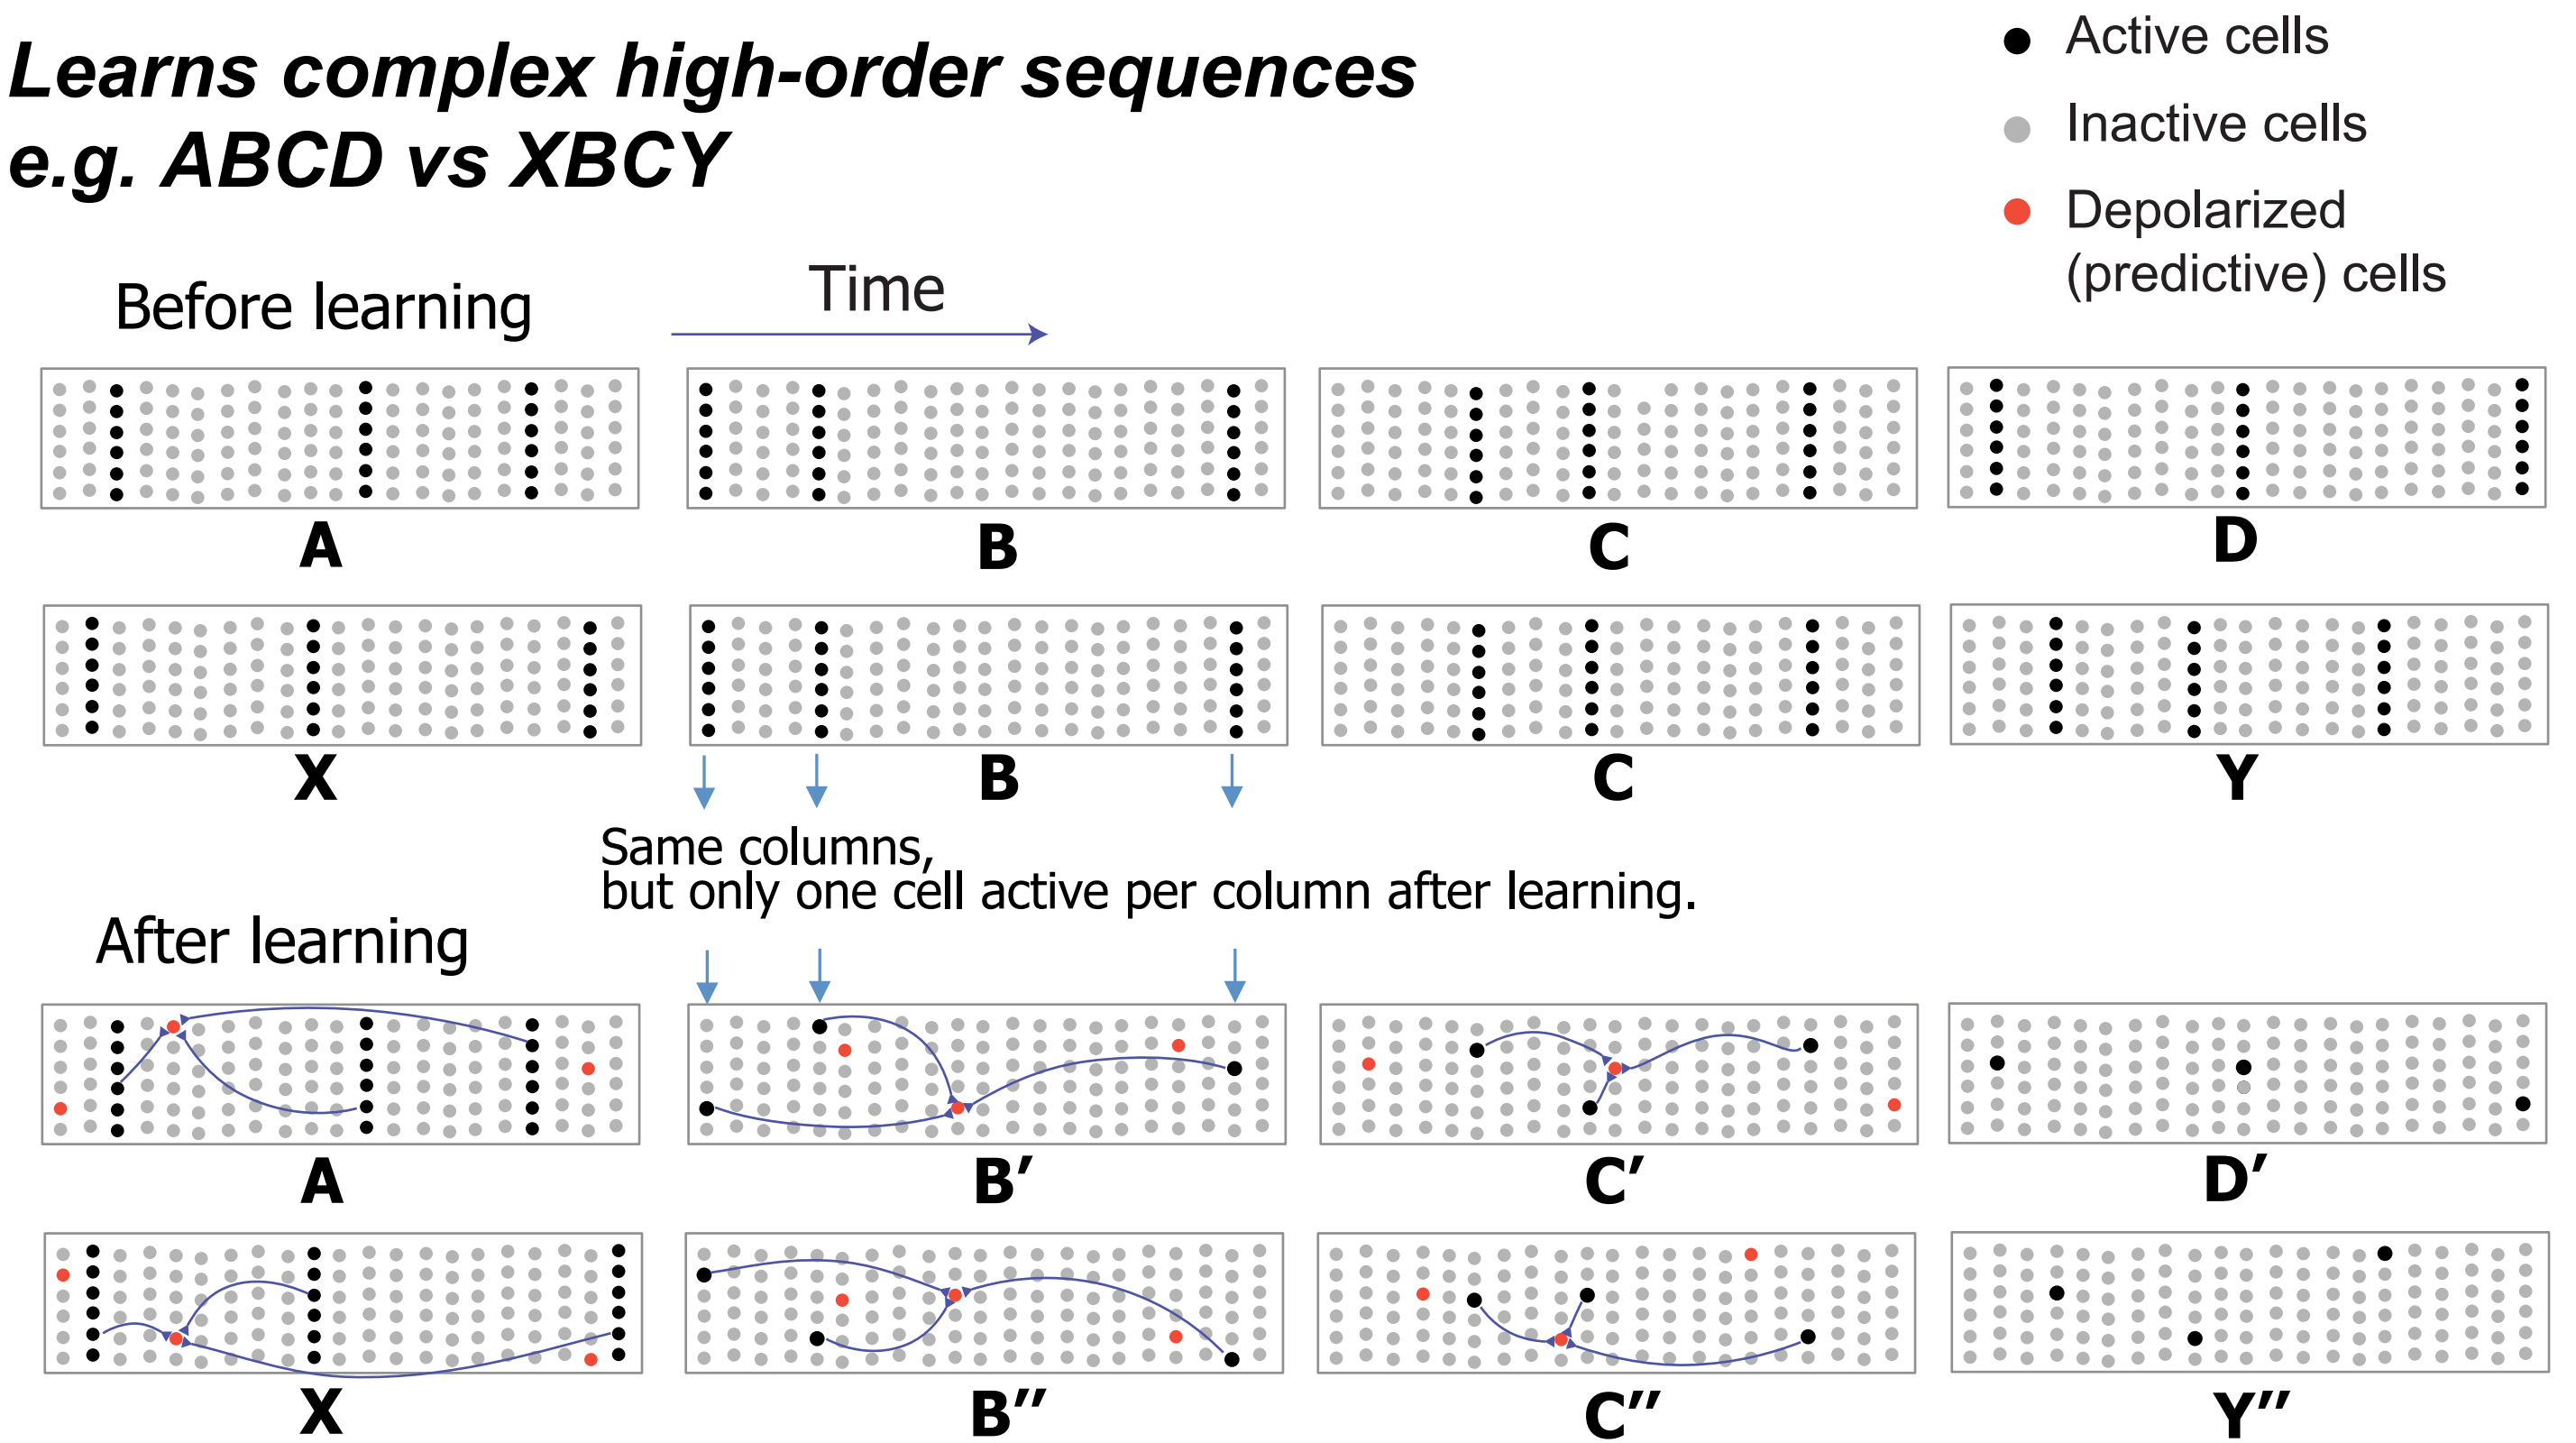 Learns complex high-order sequences
e.g. ABCD vs XBCY
Active cells
Inactive cells
Depolarized
(predictive) cells
Before learning
Time
A
B
C
D
X
B
C
Y
Same columns,
but only one cell active per column after learning.
After learning
A
B′
C′
D′
X
B″
C″
Y″